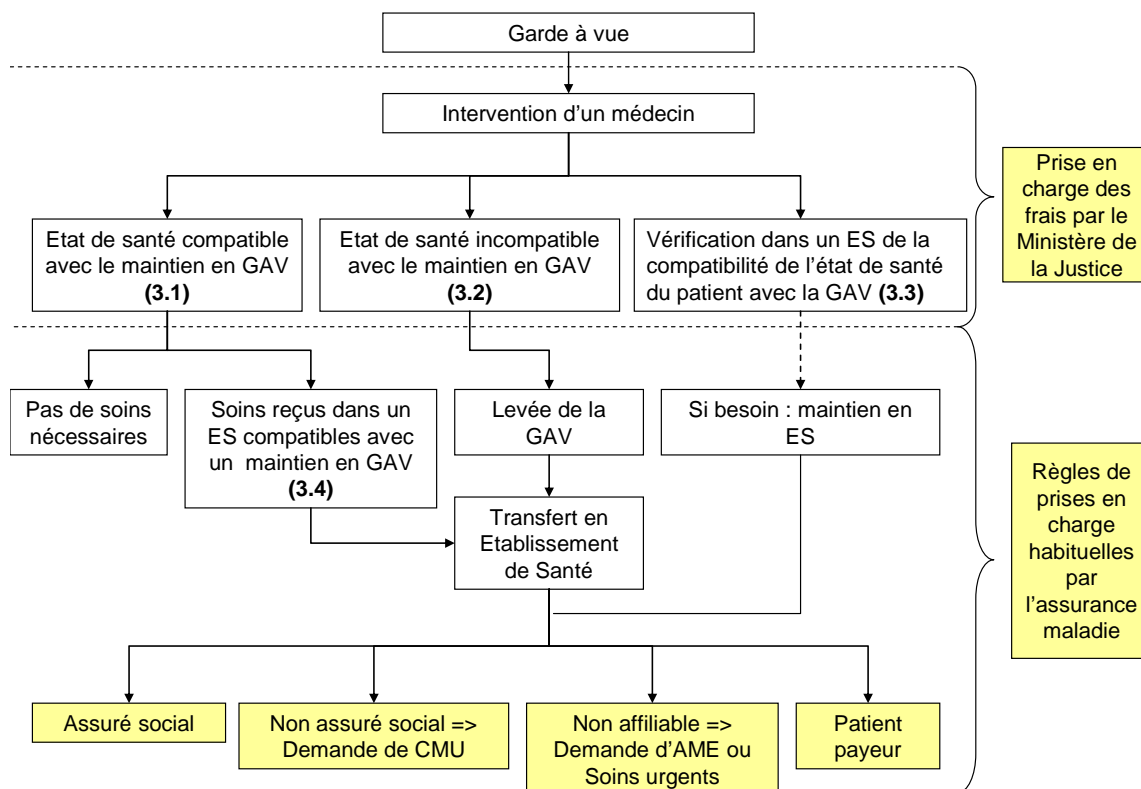 Garde à vue
Intervention d'un médecin
Prise en
charge des
frais par le
Ministère de
la Justice
Etat de santé compatible
avec le maintien en GAV
(3.1)
Etat de santé incompatible
avec le maintien en GAV
(3.2)
Vérification dans un ES de la
compatibilité de l'état de santé
du patient avec la GAV (3.3)
Pas de soins
nécessaires
Soins reçus dans un
ES compatibles avec
un maintien en GAV
(3.4)
Levée de la
GAV
Si besoin : maintien en
ES
Transfert en
Etablissement
de Santé
Règles de
prises en
charge
habituelles
par
l'assurance
maladie
Assuré social
Non assuré social =>
Demande de CMU
Non affiliable =>
Demande d'AME ou
Soins urgents
Patient
payeur